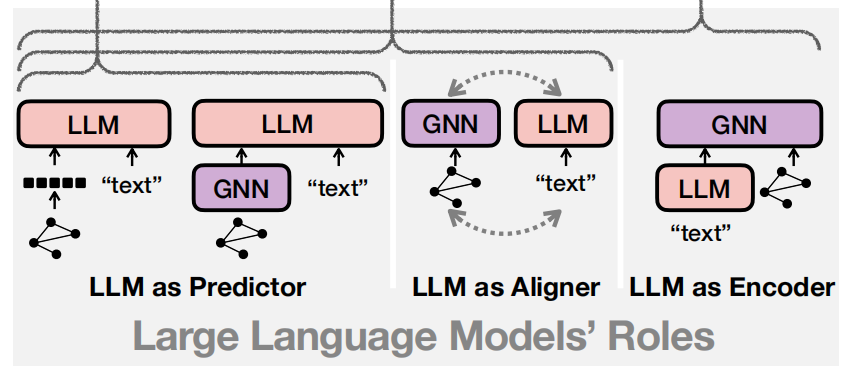 LLM
LLM
GNN
LLM
GNN
"text"
GNN
"text"
"text"
LLM
"text"
LLM as Predictor
LLM as Aligner
LLM as Encoder
Large Language Models' Roles